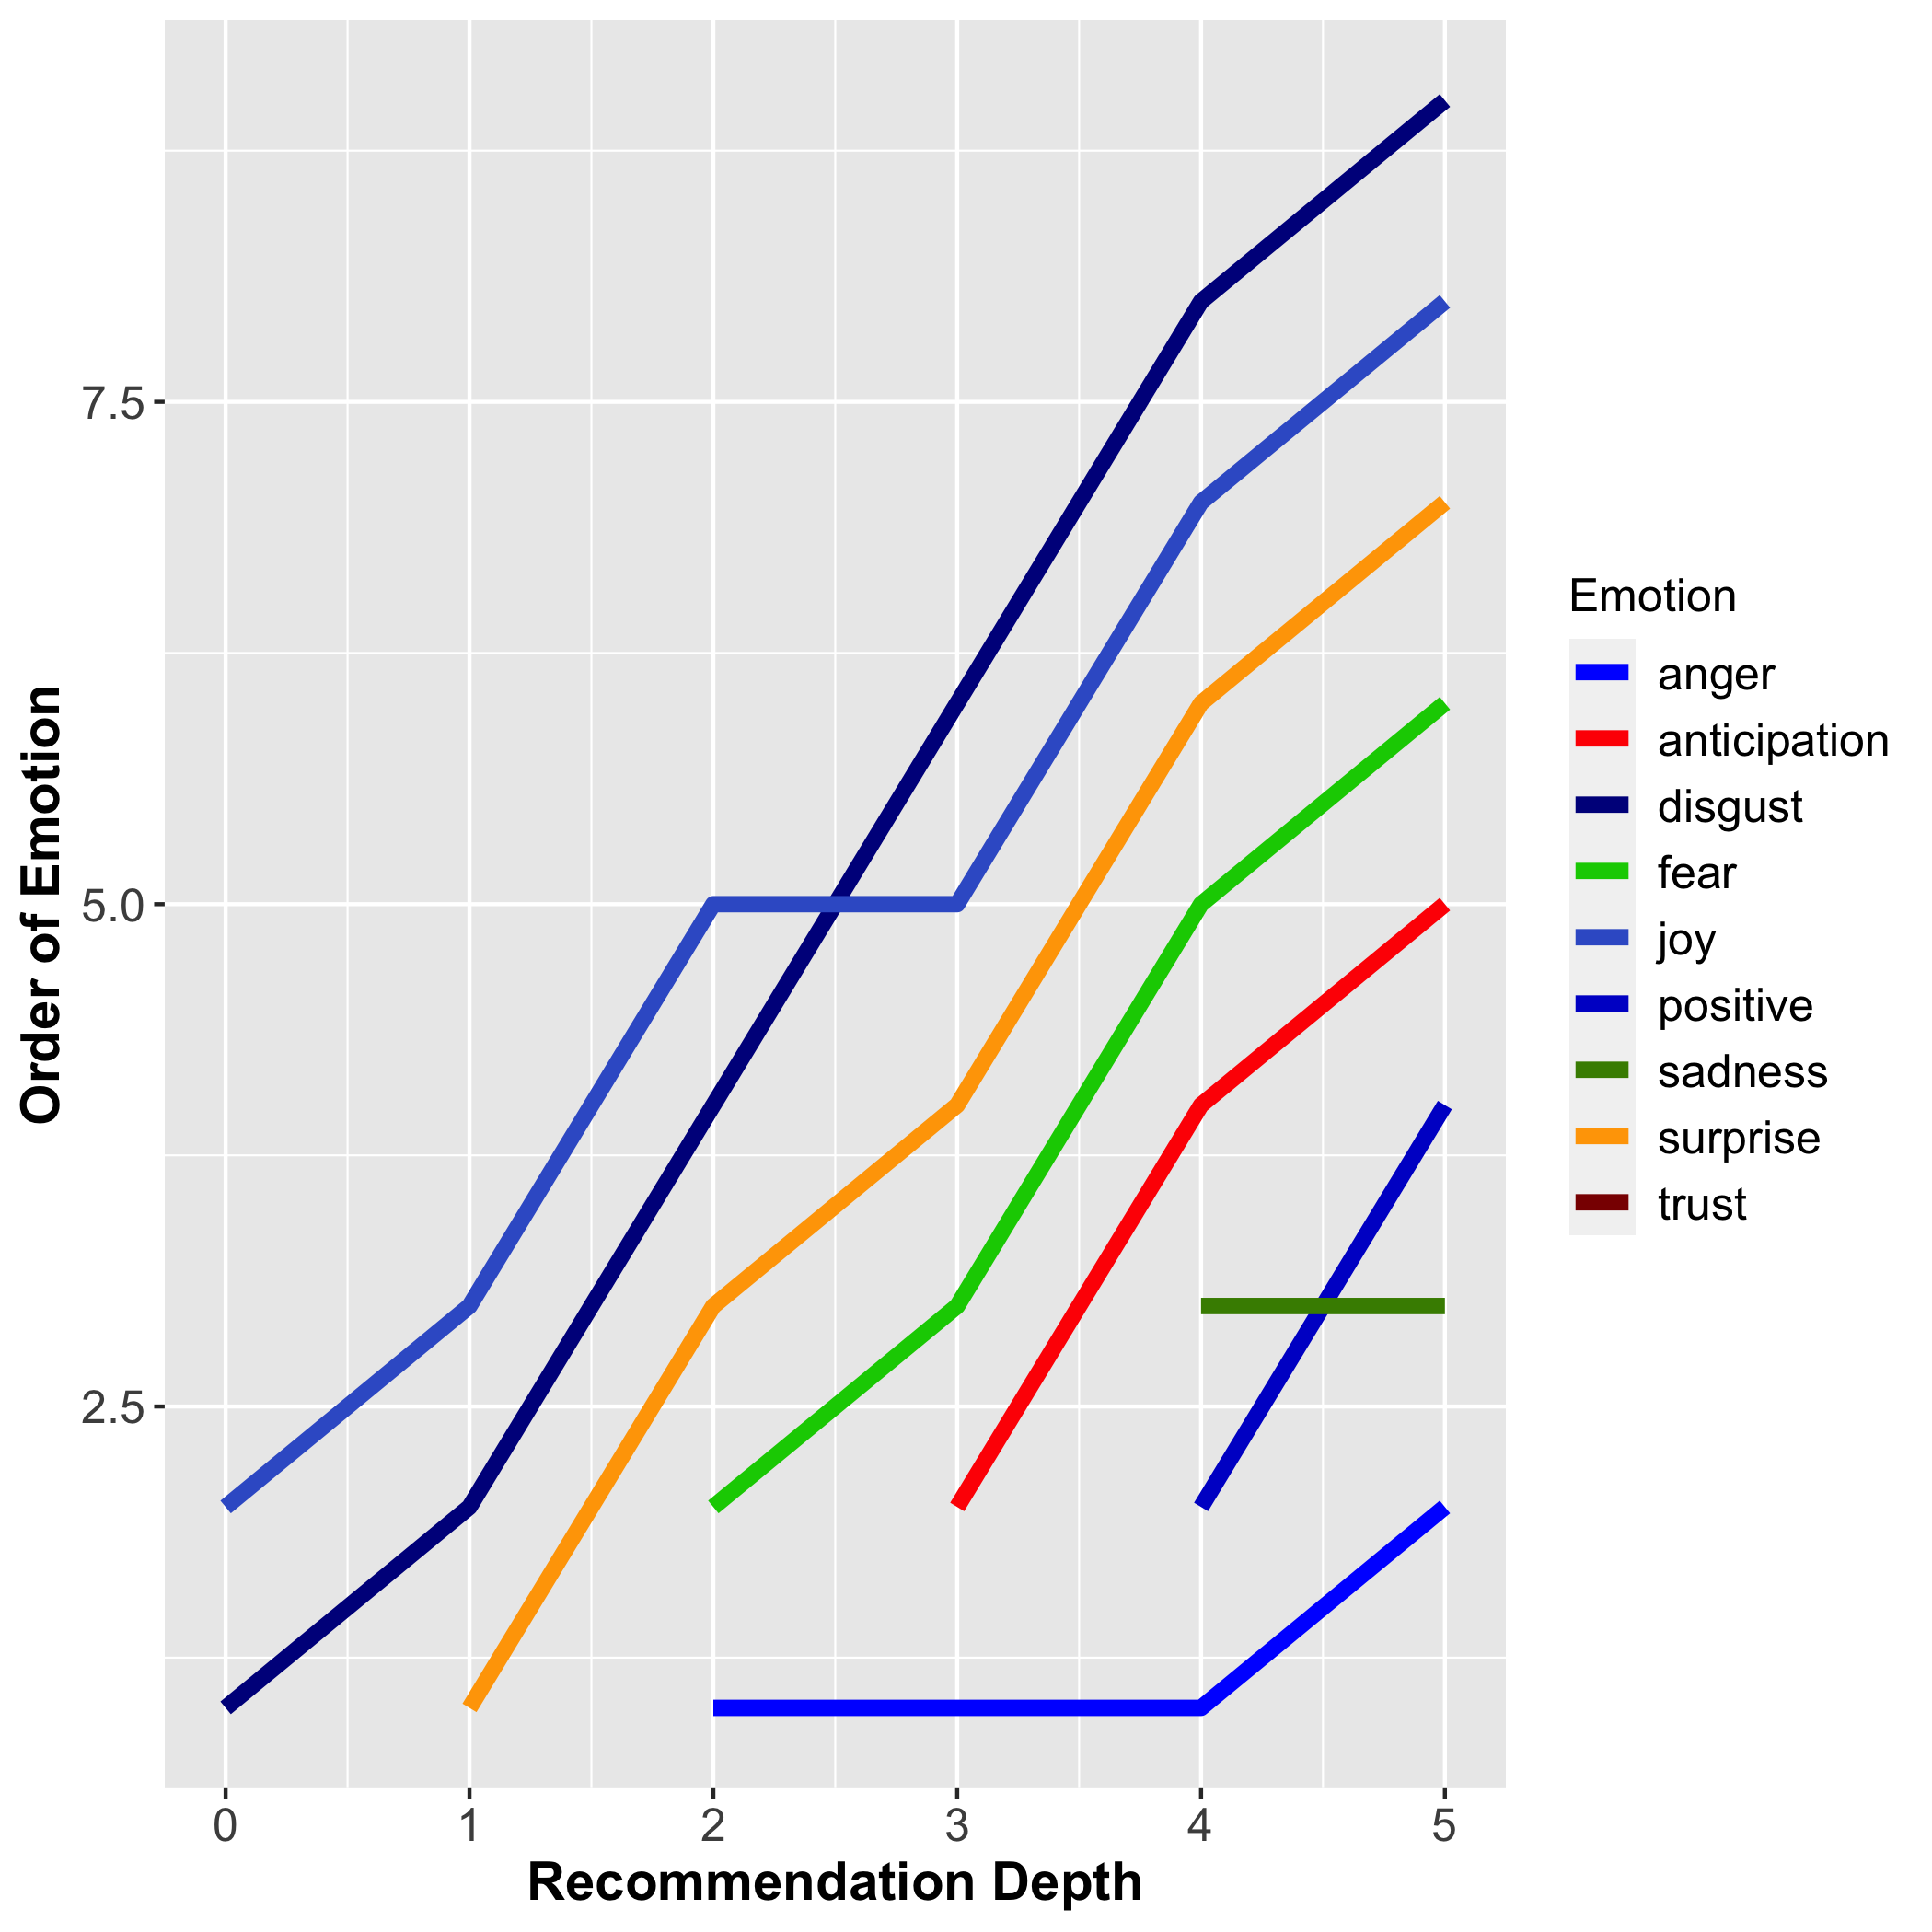 Order of Emotion
7.5
5.0
2.5
0 1 2 3 4 5
Recommendation Depth
Emotion
anger
anticipation
disgust
fear
joy
positive
sadness
surprise
trust